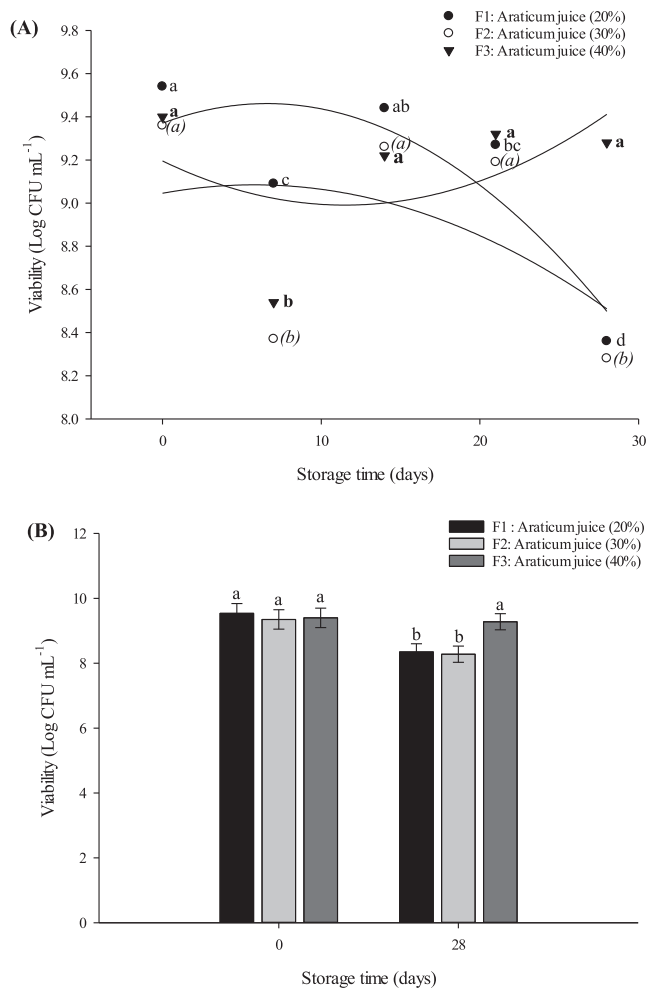 (A)
F1: Araticum juice (20%)
F2: Araticum juice (30%)
F3: Araticum juice (40%)
Viability (Log CFU mL-1)
9.8
9.6
9.4
9.2
9.0
8.8
8.6
8.4
8.2
8.0
a
a
(a)
c
b
(b)
ab
(a)
a
a
bc
(a)
a
d
(b)
0 10 20 30
Storage time (days)
(B)
F1 : Araticum juice (20%)
F2: Araticum juice (30%)
F3: Araticum juice (40%)
Viability (Log CFU mL-1)
12
10
8
6
4
2
0
a a a
b b a
0 28
Storage time (days)